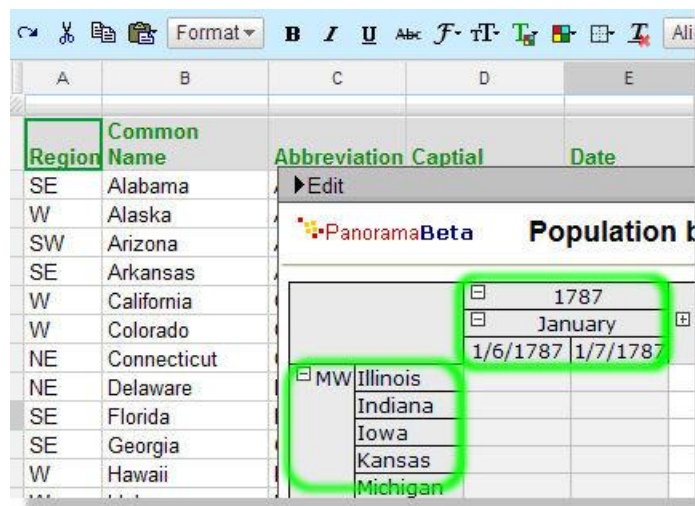 Format B I U Abc F T T T Ali
A B C D E
Region Common Name Abbreviation Captial Date
SE Alabama
W Alaska
SW Arizona
SE Arkansas
W California
W Colorado
NE Connecticut
NE Delaware
SE Florida
SE Georgia
W Hawaii
Edit
PanoramaBeta Population b
1787
January
1/6/1787 1/7/1787
MW Illinois
Indiana
Iowa
Kansas
Michigan